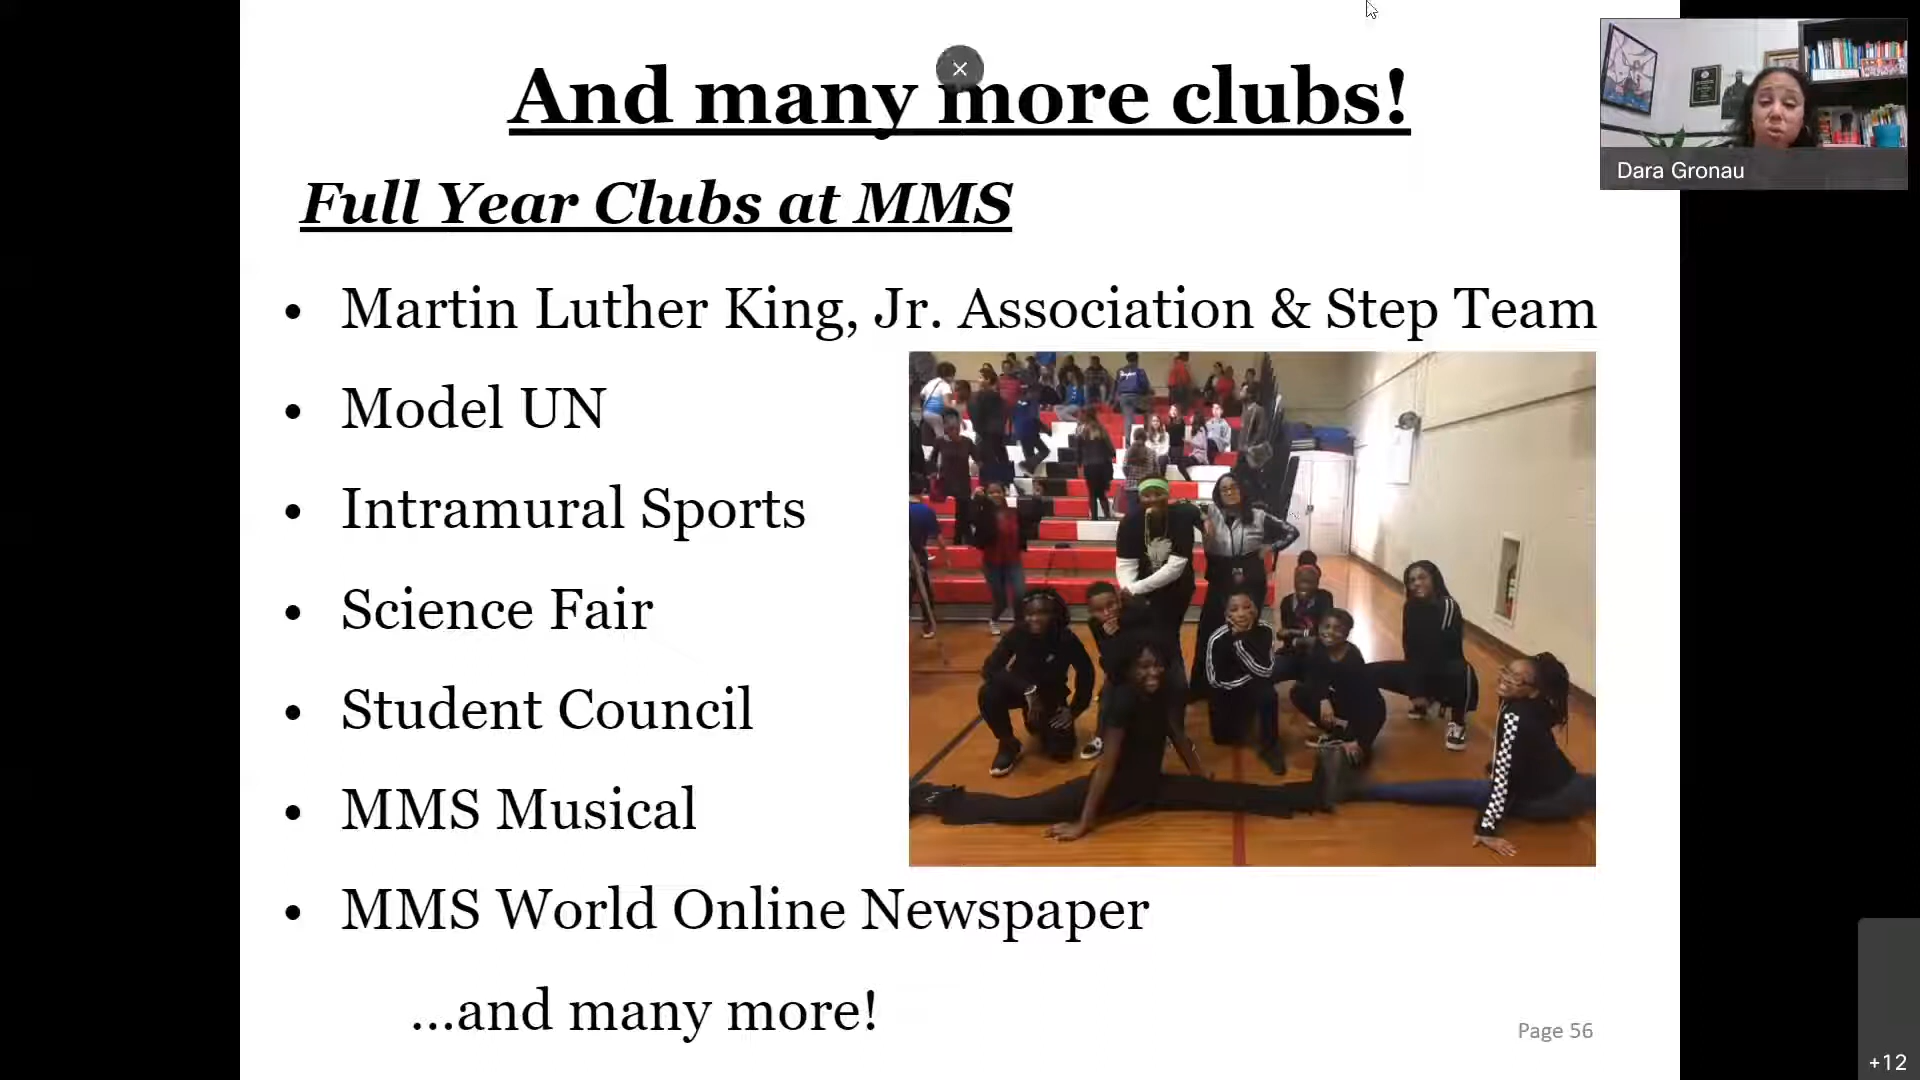 And many more clubs!
Dara Gronau
Full Year Clubs at MMS
• Martin Luther King, Jr. Association & Step Team
• Model UN
• Intramural Sports
• Science Fair
• Student Council
• MMS Musical
• MMS World Online Newspaper
...and many more!
Page 56
+12